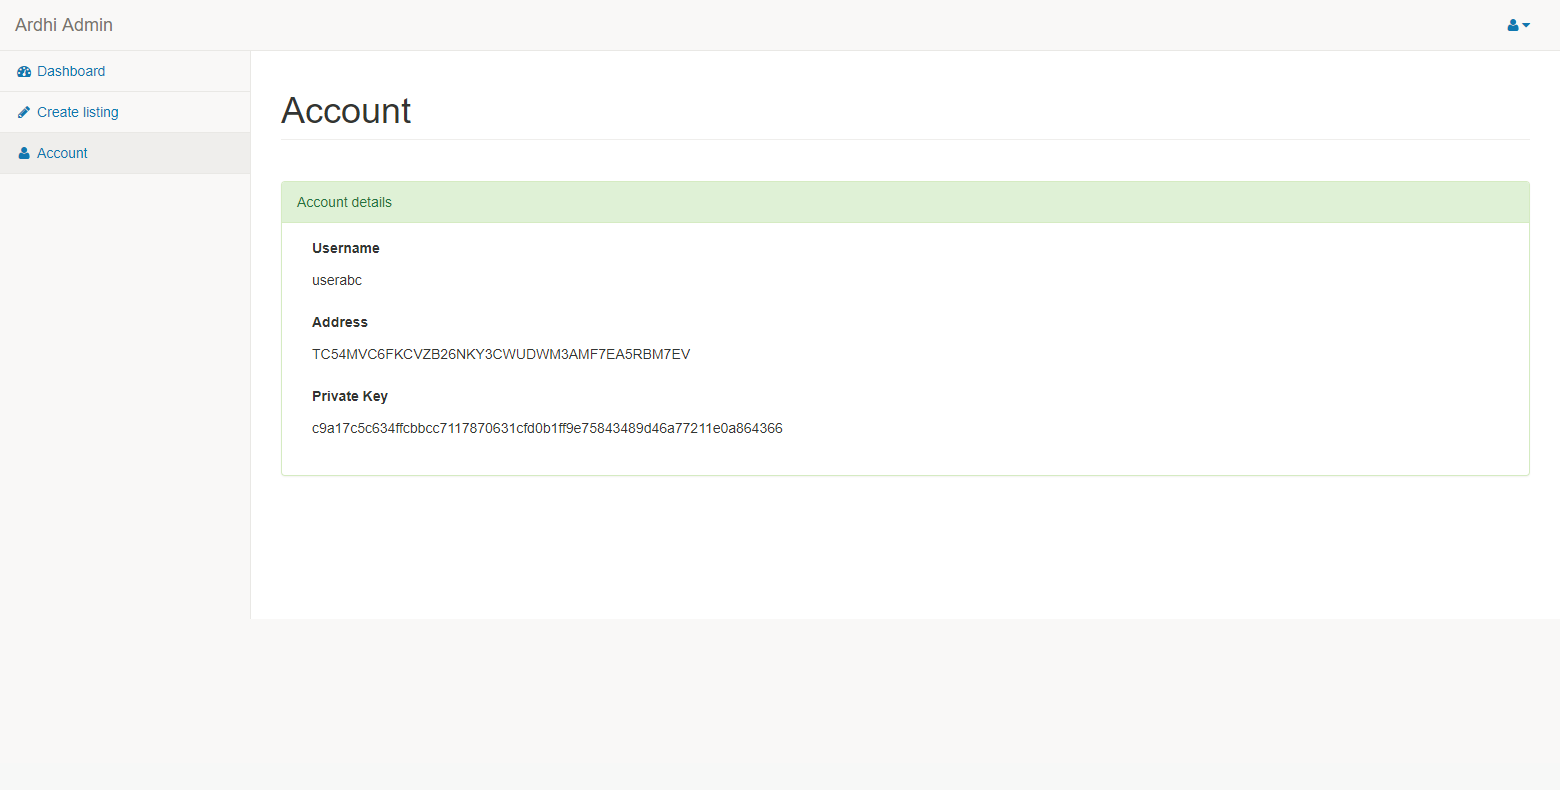 Ardhi Admin
Dashboard
Create listing
Account
Account
Account details
Username
userabc
Address
TC54MVC6FKCVZB26NKY3CWUDWM3AMF7EA5RBM7EV
Private Key
c9a17c5c634ffcbbcc7117870631cfd0b1ff9e75843489d46a77211e0a864366